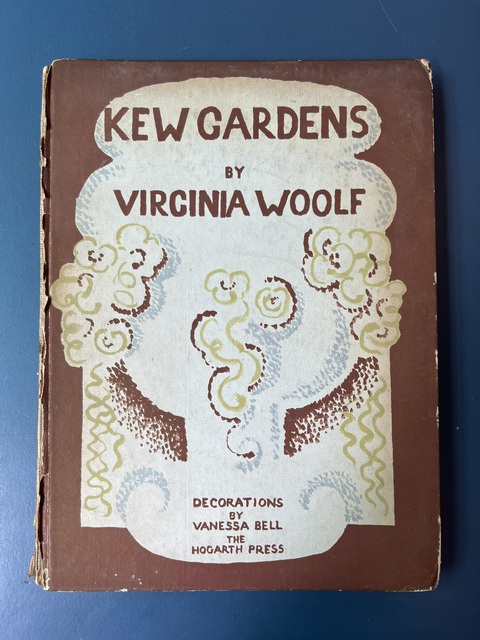 KEW GARDENS
BY
VIRGINIA WOOLF
DECORATIONS
BY
VANESSA BELL
THE
HOGARTH PRESS